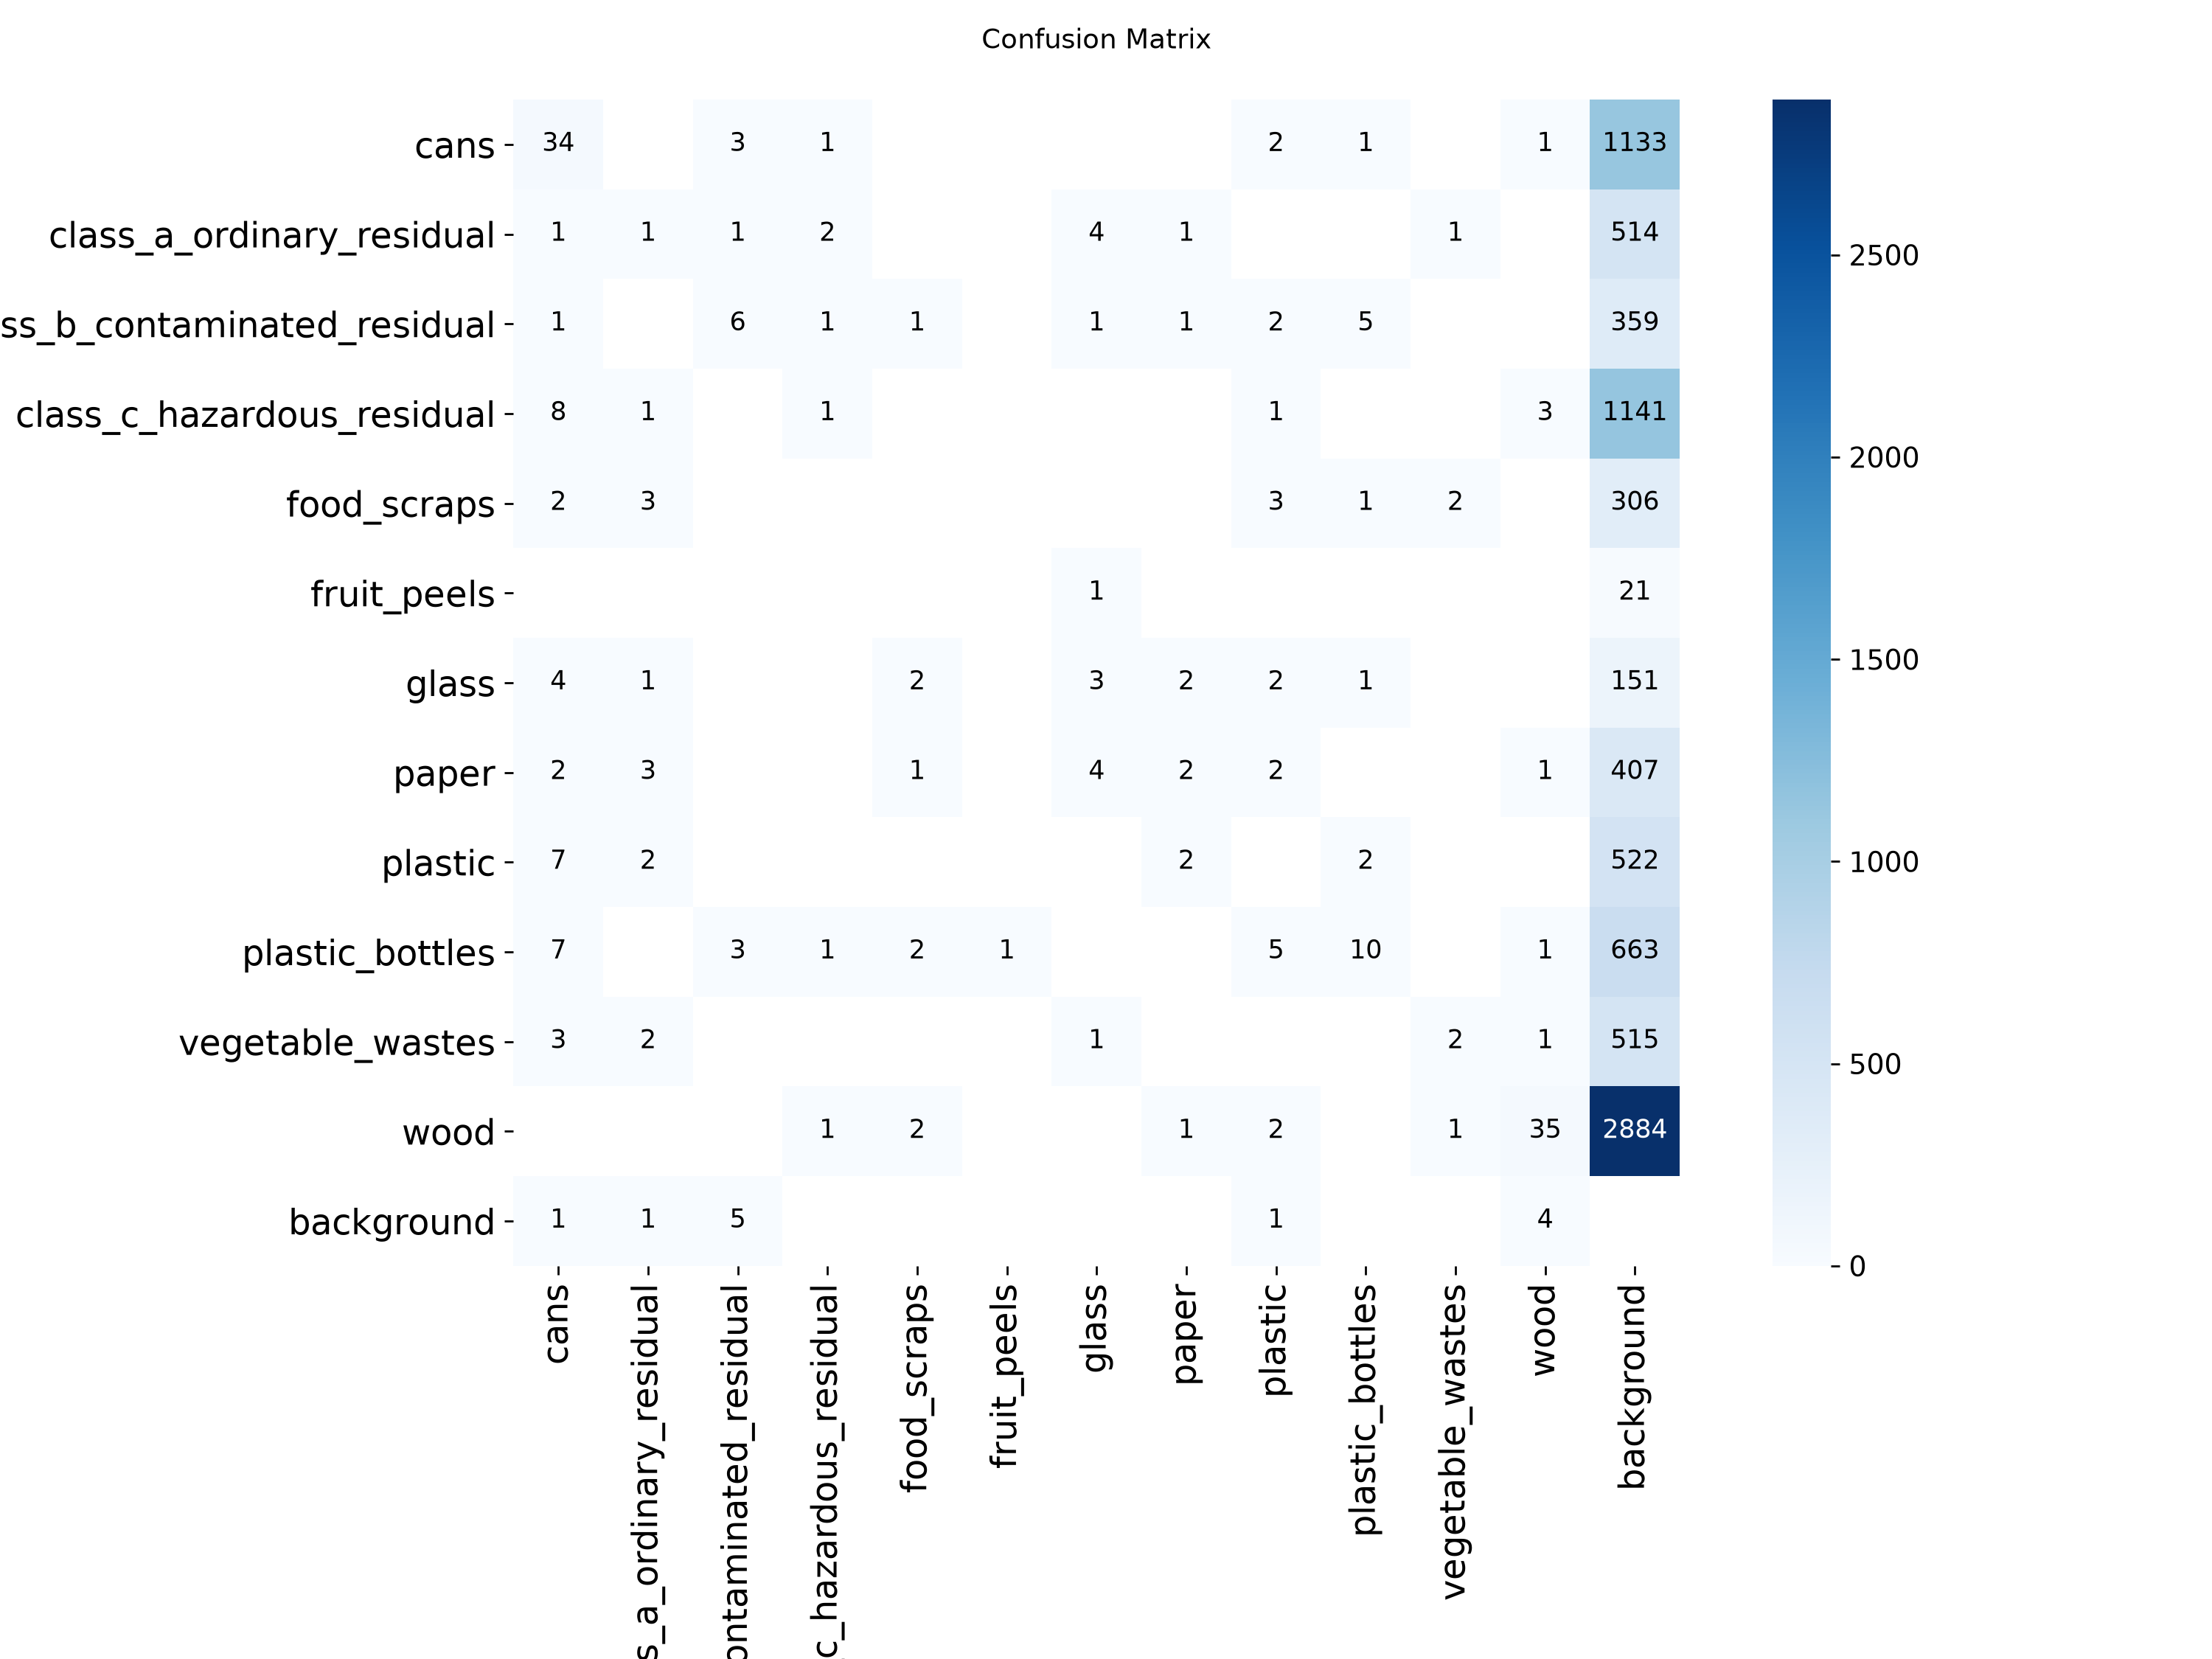 Confusion Matrix
cans 34 3 1 2 1 1 1133
class_a_ordinary_residual 1 1 1 2 4 1 1 514
ss_b_contaminated_residual 1 6 1 1 1 1 2 5 359
class_c_hazardous_residual 8 1 1 1 3 1141
food_scraps 2 3 3 1 2 306
fruit_peels 1 21
glass 4 1 2 3 2 2 1 151
paper 2 3 1 4 2 2 1 407
plastic 7 2 2 2 522
plastic_bottles 7 3 1 2 1 5 10 1 663
vegetable_wastes 3 2 1 2 1 515
wood 1 2 1 2 1 35 2884
background 1 1 5 1 4
cans
s_a_ordinary_residual
ontaminated_residual
c_hazardous_residual
food_scraps
fruit_peels
glass
paper
plastic
plastic_bottles
vegetable_wastes
wood
background
2500
2000
1500
1000
500
0